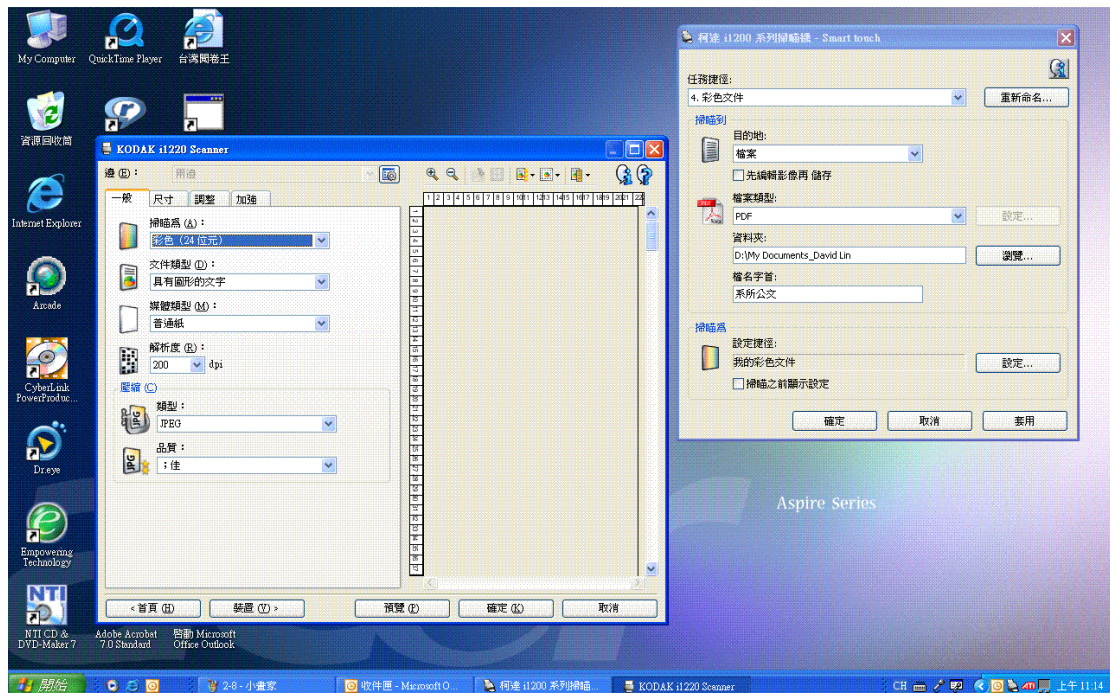 My Computer
QuickTime Player
台灣閱卷王
資源回收筒
Internet Explorer
Arcade
CyberLink
PowerProduc...
Dr.eye
Empowering
Technology
NTI
NTI CD &
DVD-Maker 7
Adobe Acrobat
7.0 Standard
啟動 Microsoft
Office Outlook
KODAK i1220 Scanner
邊(E): 兩邊
一般 尺寸 調整 加強
掃瞄為(A):
彩色 (24 位元)
文件類型(D):
具有圖形的文字
媒體類型(M):
普通紙
解析度(R):
200 dpi
壓縮(C)
類型:
JPEG
品質:
;佳
<首頁(H) 裝置(V)> 預覽(P) 確定(K) 取消
柯達 i1200 系列掃瞄機 - Smart touch
任務捷徑:
4. 彩色文件 重新命名...
掃瞄到
目的地:
檔案
先編輯影像再 儲存
檔案類型:
PDF 設定...
資料夾:
D:\My Documents_David Lin 瀏覽...
檔名字首:
系所公文
掃瞄為
設定捷徑:
我的彩色文件 設定...
掃瞄之前顯示設定
確定 取消 套用
Aspire Series
開始 2-8 - 小畫家 收件匣 - Microsoft O... 柯達 i1200 系列掃瞄... KODAK i1220 Scanner CH 上午 11:14